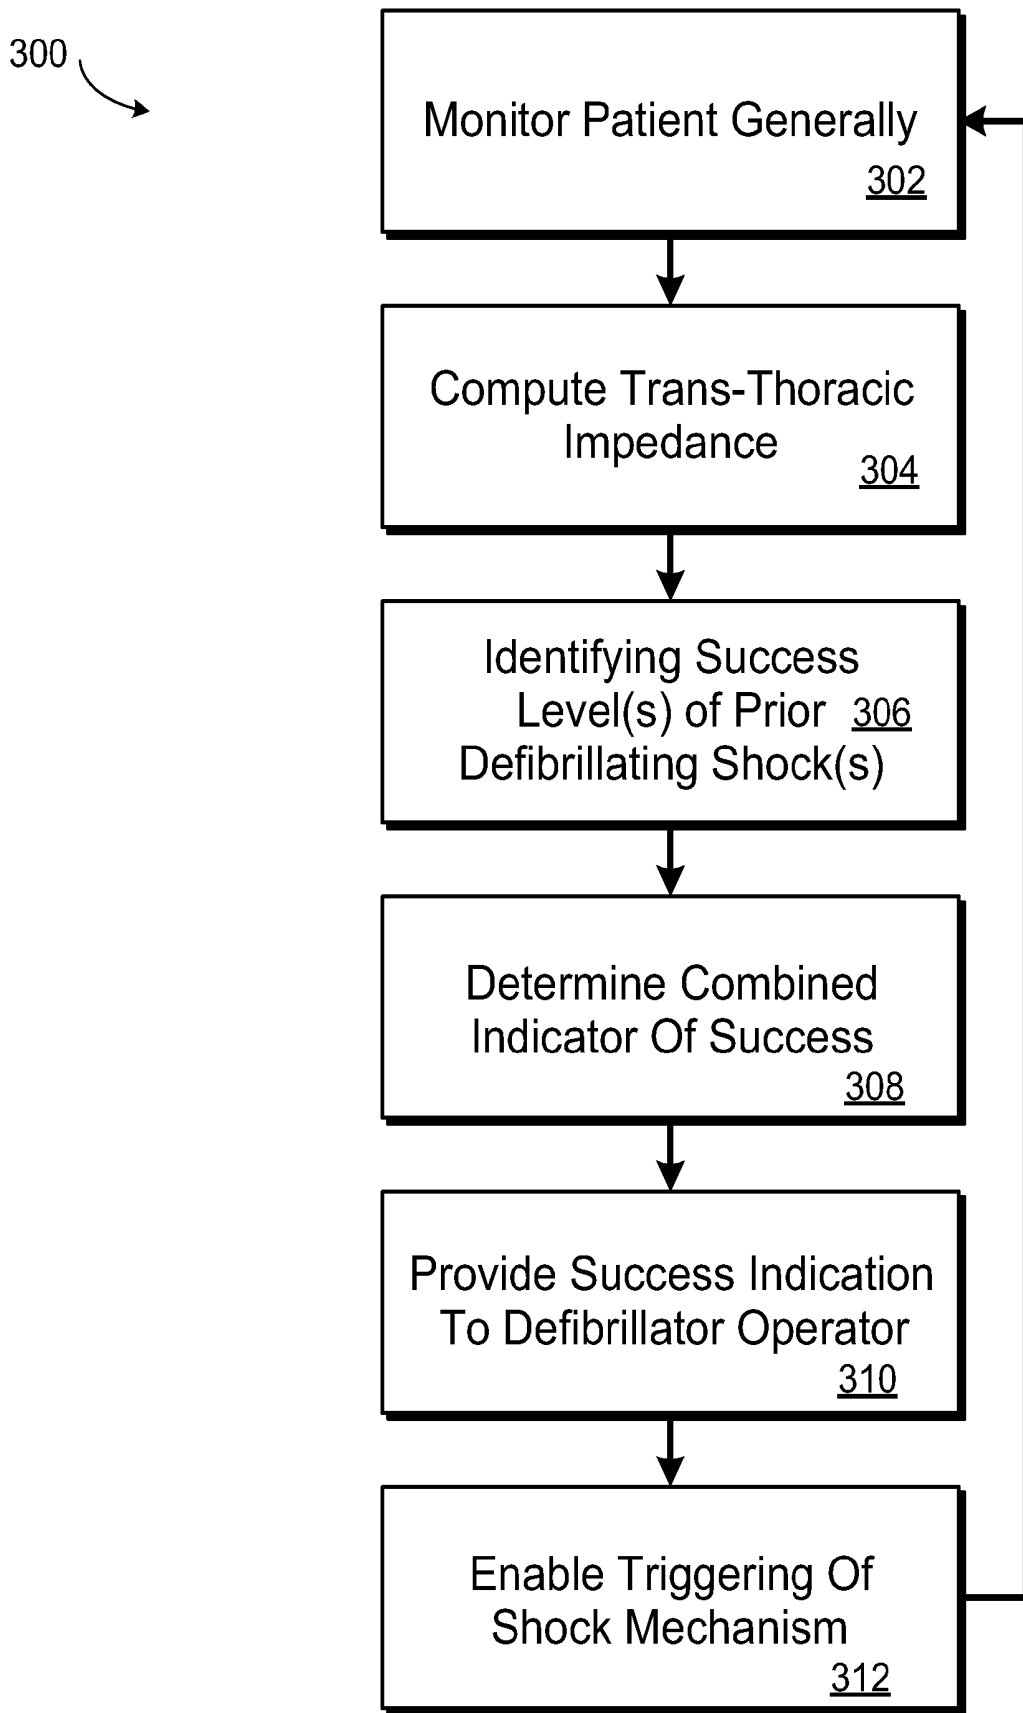 300
Monitor Patient Generally
302
Compute Trans-Thoracic
Impedance
304
Identifying Success
Level(s) of Prior 306
Defibrillating Shock(s)
Determine Combined
Indicator Of Success
308
Provide Success Indication
To Defibrillator Operator
310
Enable Triggering Of
Shock Mechanism
312